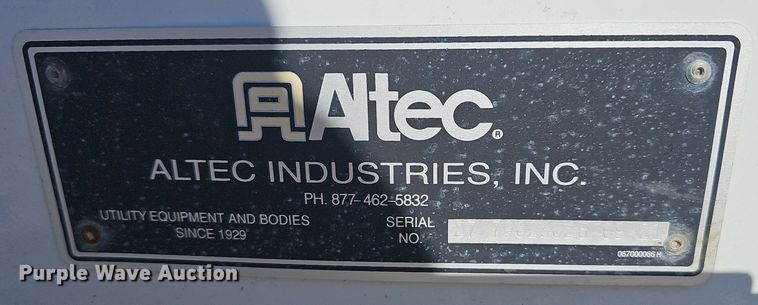 Altec®
ALTEC INDUSTRIES, INC.
PH. 877-462-5832
UTILITY EQUIPMENT AND BODIES
SINCE 1929
SERIAL
NO.
067000066 H
Purple Wave Auction